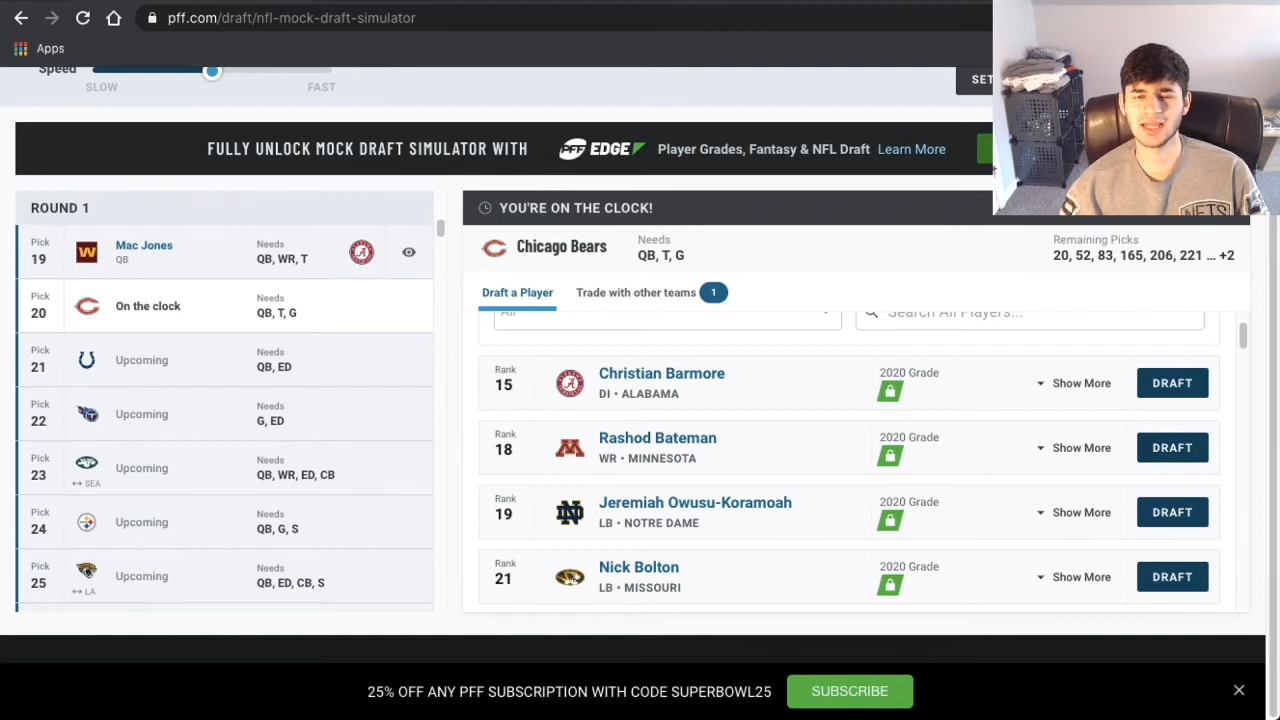 pff.com/draft/nfl-mock-draft-simulator
Apps
Speed
SLOW FAST
SET
FULLY UNLOCK MOCK DRAFT SIMULATOR WITH PFF EDGE Player Grades, Fantasy & NFL Draft Learn More
ROUND 1
Pick 19 Mac Jones QB Needs QB, WR, T
Pick 20 On the clock Needs QB, T, G
Pick 21 Upcoming Needs QB, ED
Pick 22 Upcoming Needs G, ED
Pick 23 ↔ SEA Upcoming Needs QB, WR, ED, CB
Pick 24 Upcoming Needs QB, G, S
Pick 25 ↔ LA Upcoming Needs QB, ED, CB, S
YOU'RE ON THE CLOCK!
Chicago Bears Needs QB, T, G Remaining Picks 20, 52, 83, 165, 206, 221 ... +2
Draft a Player Trade with other teams 1
All Search All Players...
Rank 15 Christian Barmore DI • ALABAMA 2020 Grade Show More DRAFT
Rank 18 Rashod Bateman WR • MINNESOTA 2020 Grade Show More DRAFT
Rank 19 Jeremiah Owusu-Koramoah LB • NOTRE DAME 2020 Grade Show More DRAFT
Rank 21 Nick Bolton LB • MISSOURI 2020 Grade Show More DRAFT
25% OFF ANY PFF SUBSCRIPTION WITH CODE SUPERBOWL25 SUBSCRIBE
NETS